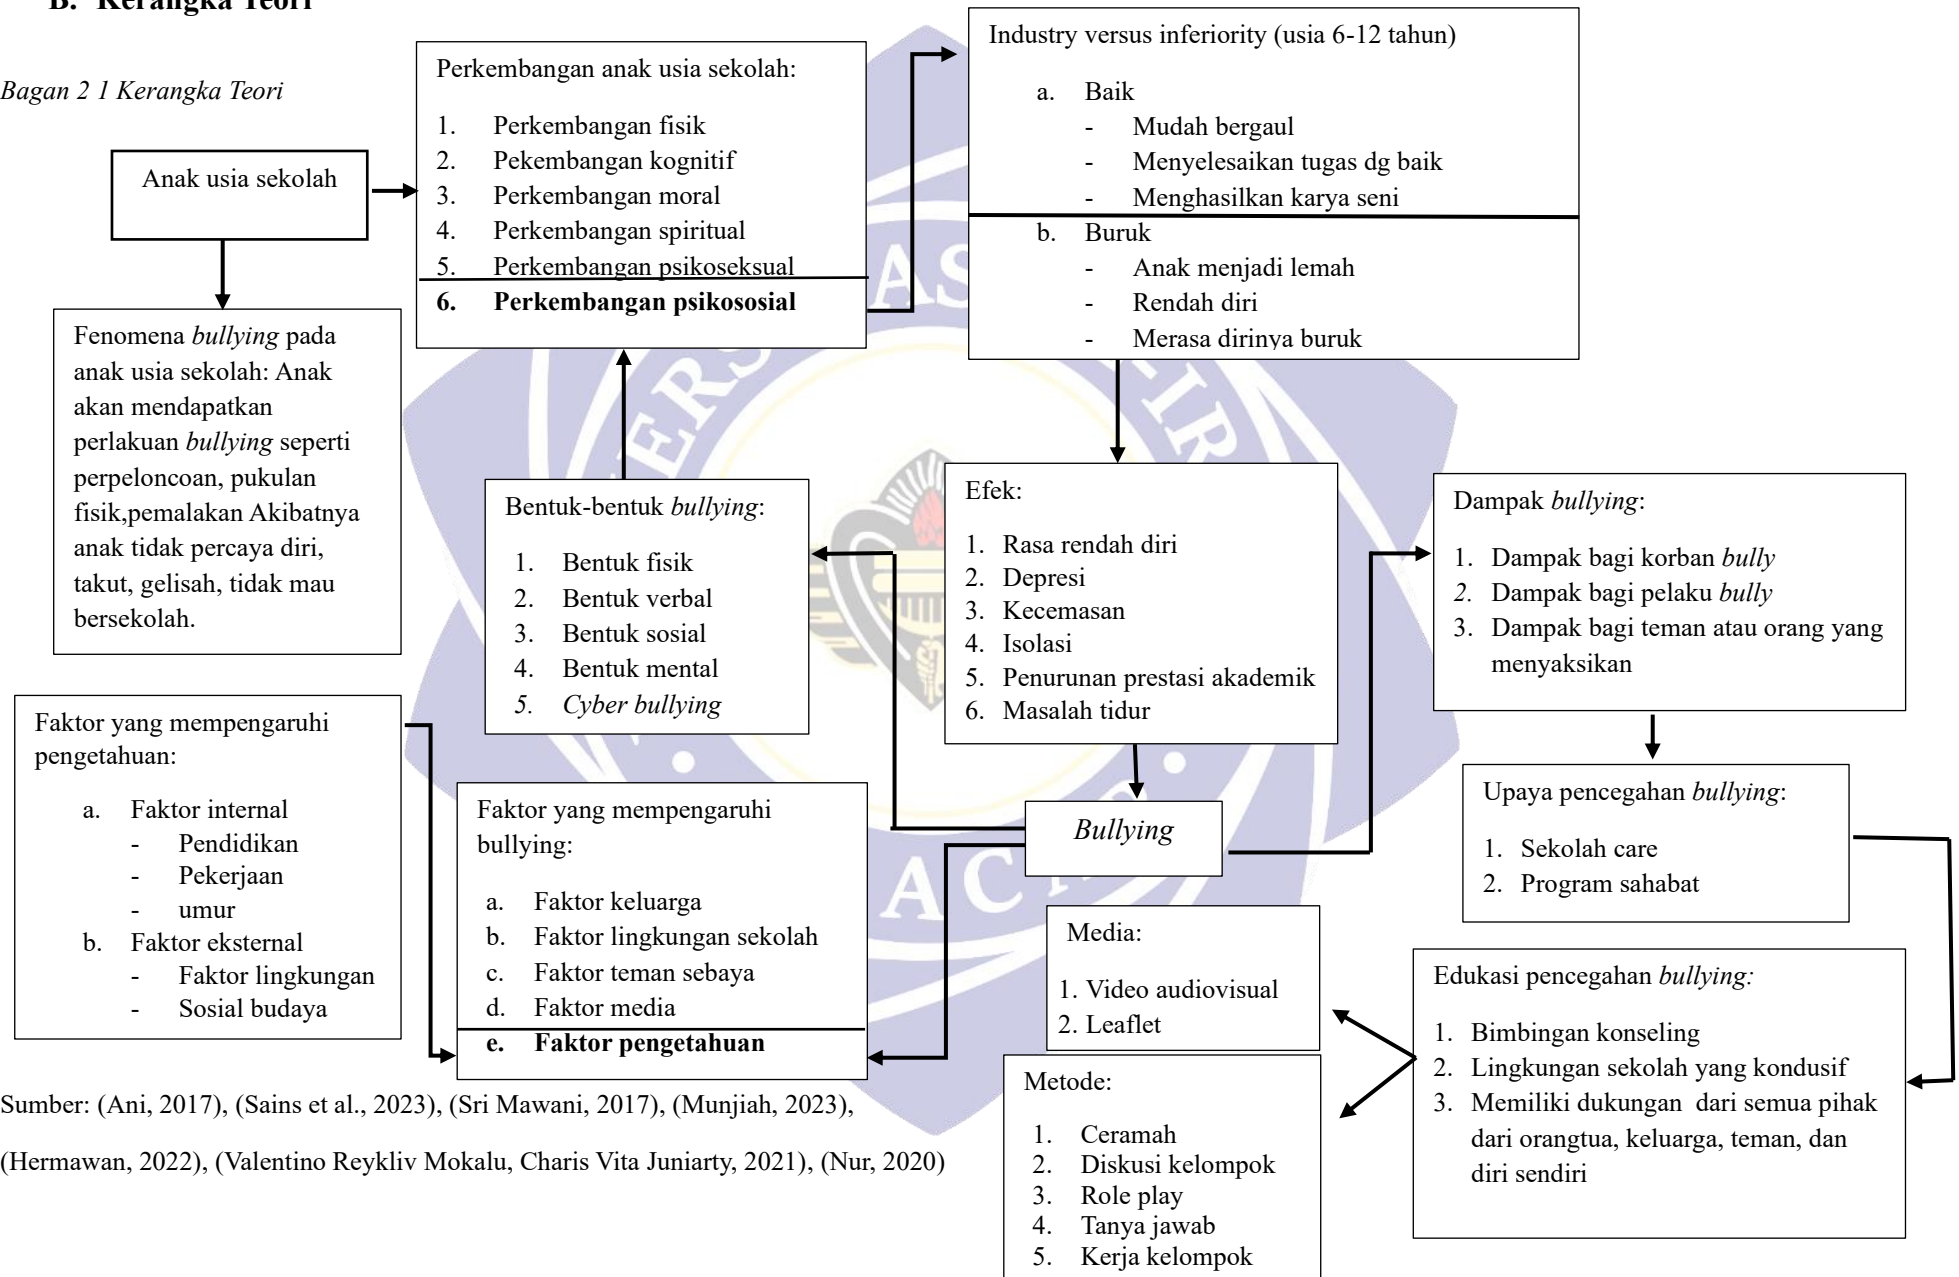 B. Kerangka Teori
Bagan 2 1 Kerangka Teori
Anak usia sekolah
Perkembangan anak usia sekolah:
1. Perkembangan fisik
2. Pekembangan kognitif
3. Perkembangan moral
4. Perkembangan spiritual
5. Perkembangan psikoseksual
6. Perkembangan psikososial
Industry versus inferiority (usia 6-12 tahun)
a. Baik
- Mudah bergaul
- Menyelesaikan tugas dg baik
- Menghasilkan karya seni
b. Buruk
- Anak menjadi lemah
- Rendah diri
- Merasa dirinya buruk
Fenomena bullying pada
anak usia sekolah: Anak
akan mendapatkan
perlakuan bullying seperti
perpeloncoan, pukulan
fisik,pemalakan Akibatnya
anak tidak percaya diri,
takut, gelisah, tidak mau
bersekolah.
Bentuk-bentuk bullying:
1. Bentuk fisik
2. Bentuk verbal
3. Bentuk sosial
4. Bentuk mental
5. Cyber bullying
Efek:
1. Rasa rendah diri
2. Depresi
3. Kecemasan
4. Isolasi
5. Penurunan prestasi akademik
6. Masalah tidur
Dampak bullying:
1. Dampak bagi korban bully
2. Dampak bagi pelaku bully
3. Dampak bagi teman atau orang yang
menyaksikan
Faktor yang mempengaruhi
pengetahuan:
a. Faktor internal
- Pendidikan
- Pekerjaan
- umur
b. Faktor eksternal
- Faktor lingkungan
- Sosial budaya
Faktor yang mempengaruhi
bullying:
a. Faktor keluarga
b. Faktor lingkungan sekolah
c. Faktor teman sebaya
d. Faktor media
e. Faktor pengetahuan
Bullying
Upaya pencegahan bullying:
1. Sekolah care
2. Program sahabat
Media:
1. Video audiovisual
2. Leaflet
Edukasi pencegahan bullying:
1. Bimbingan konseling
2. Lingkungan sekolah yang kondusif
3. Memiliki dukungan dari semua pihak
dari orangtua, keluarga, teman, dan
diri sendiri
Metode:
1. Ceramah
2. Diskusi kelompok
3. Role play
4. Tanya jawab
5. Kerja kelompok
Sumber: (Ani, 2017), (Sains et al., 2023), (Sri Mawani, 2017), (Munjiah, 2023),
(Hermawan, 2022), (Valentino Reykliv Mokalu, Charis Vita Juniarty, 2021), (Nur, 2020)